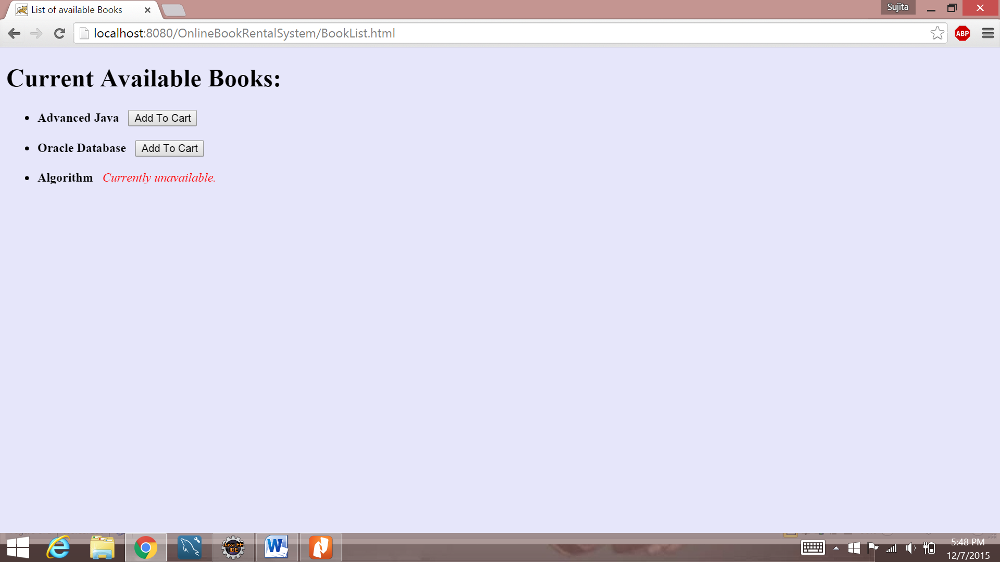 List of available Books
Sujita
localhost:8080/OnlineBookRentalSystem/BookList.html
ABP
Current Available Books:
• Advanced Java Add To Cart
• Oracle Database Add To Cart
• Algorithm Currently unavailable.
Java EE
IDE
W
5:48 PM
12/7/2015